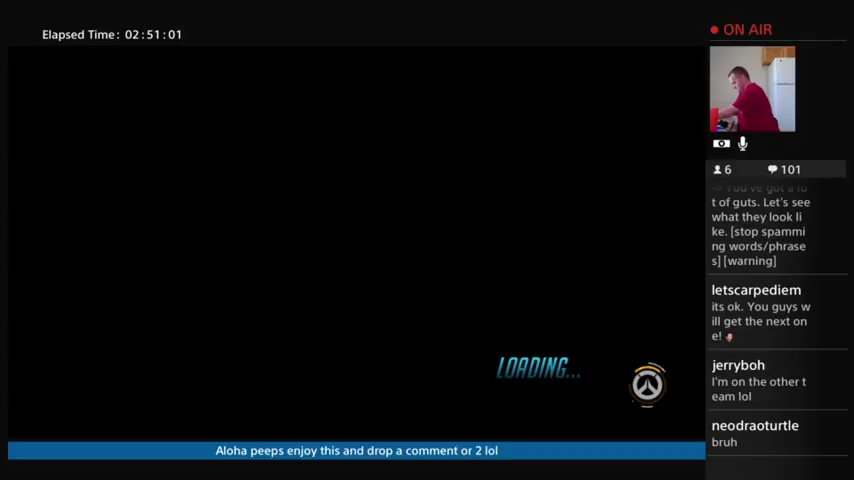 Elapsed Time: 02:51:01
ON AIR
6
101
You've got a lo
t of guts. Let's see
what they look li
ke. [stop spammi
ng words/phrase
s] [warning]
letscarpediem
its ok. You guys w
ill get the next on
e!
jerryboh
I'm on the other t
eam lol
neodraoturtle
bruh
LOADING...
Aloha peeps enjoy this and drop a comment or 2 lol